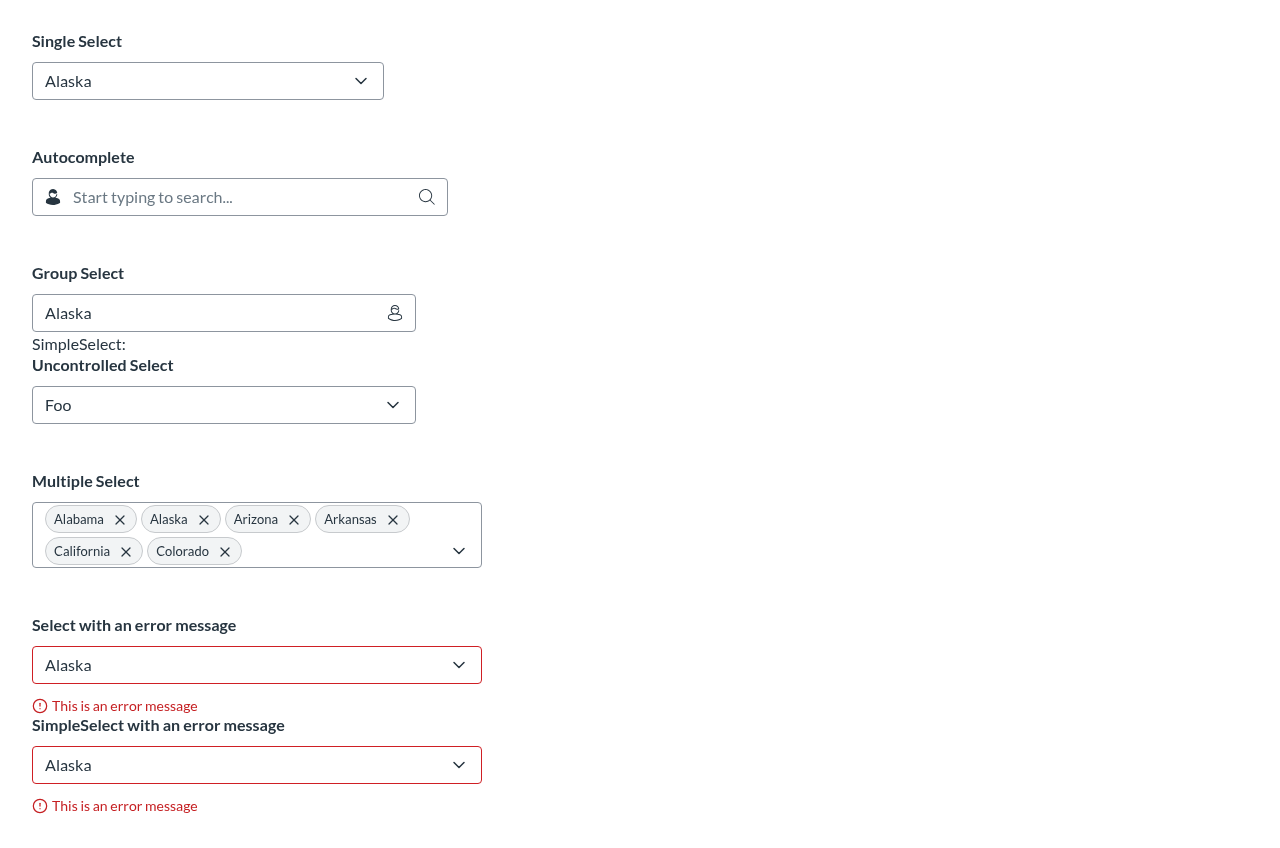 Single Select
Alaska
Autocomplete
Start typing to search...
Group Select
Alaska
SimpleSelect:
Uncontrolled Select
Foo
Multiple Select
Alabama Alaska Arizona Arkansas
California Colorado
Select with an error message
Alaska
This is an error message
SimpleSelect with an error message
Alaska
This is an error message